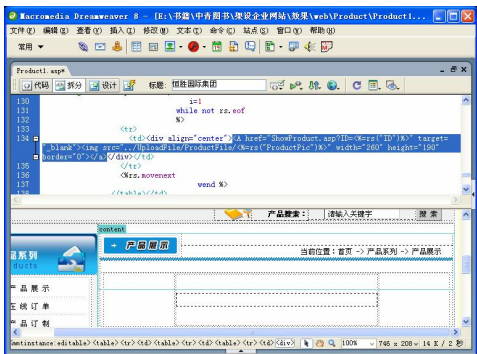 Macromedia Dreamweaver 8 - [E:\书籍\中青图书\架设企业网站\效果\web\Product\Product1...
文件(F) 编辑(E) 查看(V) 插入(I) 修改(M) 文本(T) 命令(C) 站点(S) 窗口(W) 帮助(H)
常用
Product1.asp*
代码 拆分 设计 标题: 恒胜国际集团
130 i=1
131 while not rs.eof
132 %>
133 <tr>
134 <td><div align="center"><A href="ShowProduct.asp?ID=<%=rs("ID")%>" target=
"_blank"><img src="../UploadFile/ProductFile/<%=rs("ProductPic")%>" width="260" height="190"
border="0"></a></div></td>
135 </tr>
136 <%rs.movenext
137 wend %>
138 </table></td>
产品搜索: 请输入关键字 搜 索
content
产品展示
品系列
ducts
当前位置:首页 -> 产品系列 -> 产品展示
品 展 示
在 线 订 单
品 订 制
<mmtinstance:editable> <table> <tr> <td> <table> <tr> <td> <table> <tr> <td> <div> 100% 746 x 208 14 K / 2 秒